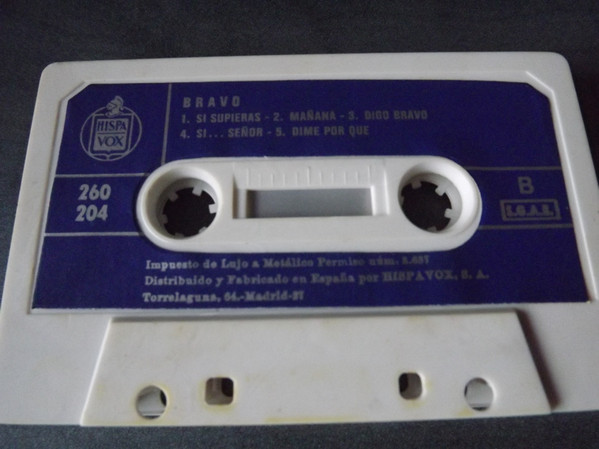 BRAVO
1. SI SUPIERAS - 2. MAÑANA - 3. DIGO BRAVO
4. SI... SEÑOR - 5. DIME POR QUE
HISPA
VOX
260
204
B
Impuesto de Lujo a Metálico Permiso núm. 5.657
Distribuido y Fabricado en España por HISPAVOX, S. A.
Torrelaguna, 64.-Madrid-27